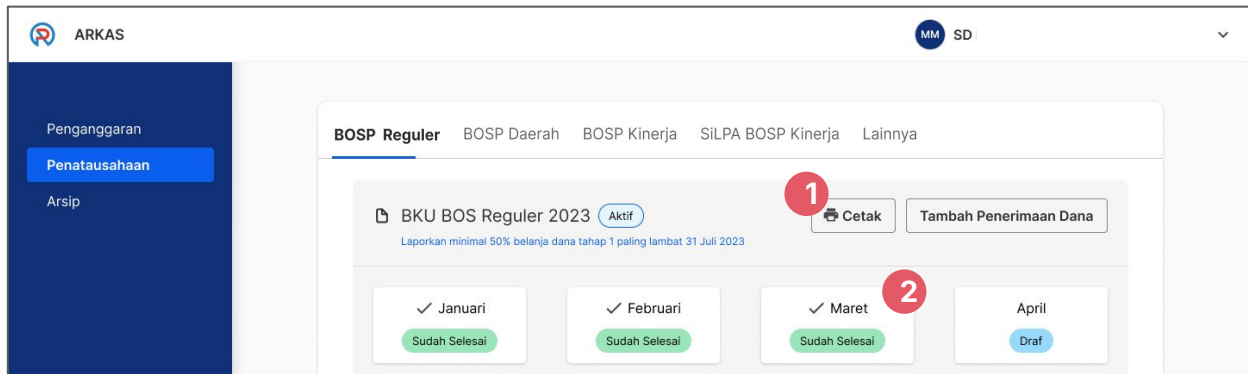 ARKAS
MM SD
Penganggaran
Penatausahaan
Arsip
BOSP Reguler BOSP Daerah BOSP Kinerja SiLPA BOSP Kinerja Lainnya
1
BKU BOS Reguler 2023 Aktif Cetak Tambah Penerimaan Dana
Laporkan minimal 50% belanja dana tahap 1 paling lambat 31 Juli 2023
2
Januari Februari Maret April
Sudah Selesai Sudah Selesai Sudah Selesai Draf